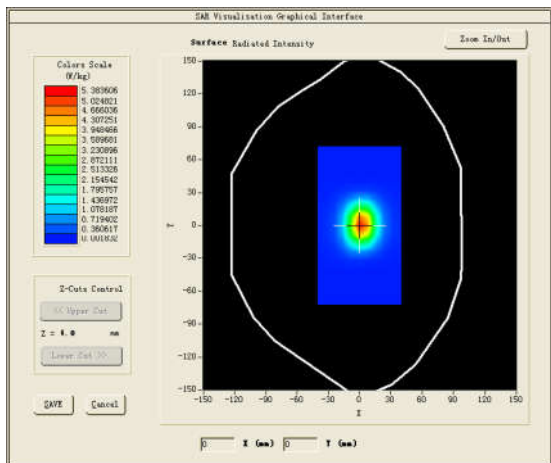 SAR Visualisation Graphical Interface
Surface Radiated Intensity
Zoom In/Out
Colors Scale
(W/kg)
5.383606
5.024821
4.666036
4.307251
3.948466
3.589681
3.230896
2.872111
2.513326
2.154542
1.795757
1.436972
1.078187
0.719402
0.360617
0.001832
Z-Cuts Control
<< Upper Cut
Z = 4.0 mm
Lower Cut >>
SAVE
Cancel
150
120
90
60
30
0
-30
-60
-90
-120
-150
Y
-150 -120 -90 -60 -30 0 30 60 90 120 150
X
0 X (mm) 0 Y (mm)